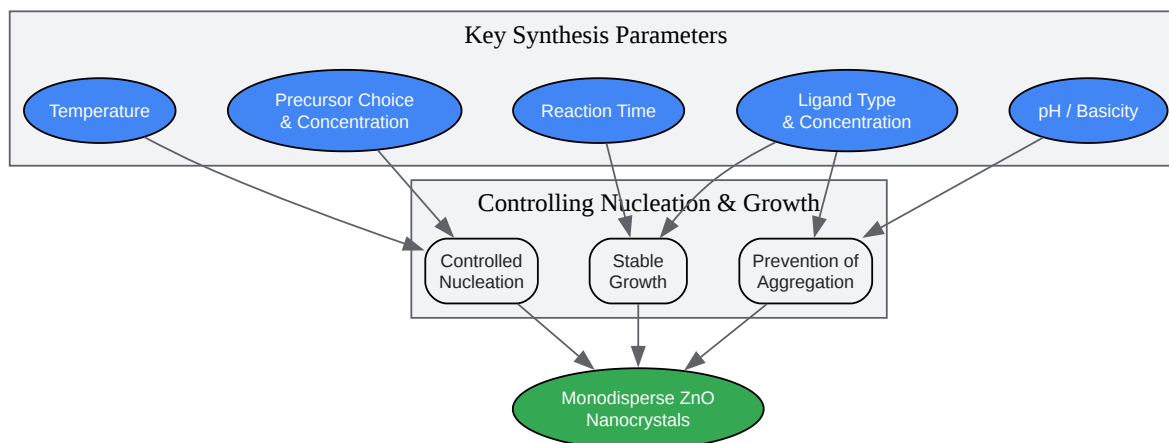 Key Synthesis Parameters
Temperature
Precursor Choice
& Concentration
Reaction Time
Ligand Type
& Concentration
pH / Basicity
Controlling Nucleation & Growth
Controlled
Nucleation
Stable
Growth
Prevention of
Aggregation
Monodisperse ZnO
Nanocrystals